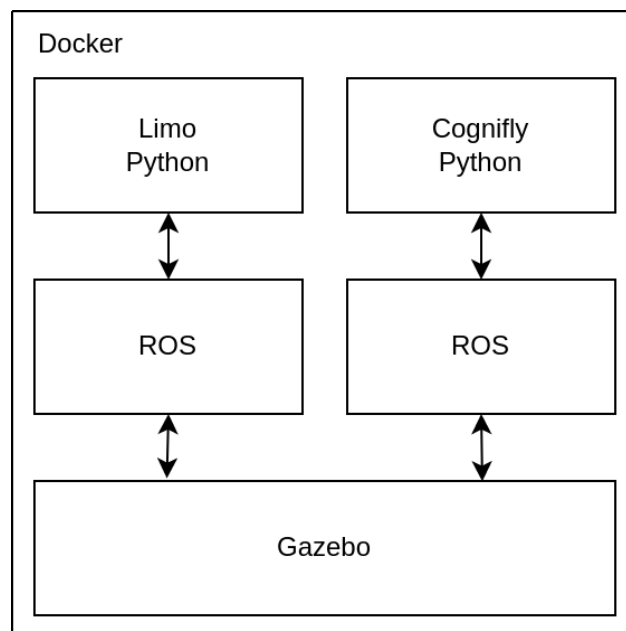 Docker
Limo
Python
Cognifly
Python
ROS
ROS
Gazebo